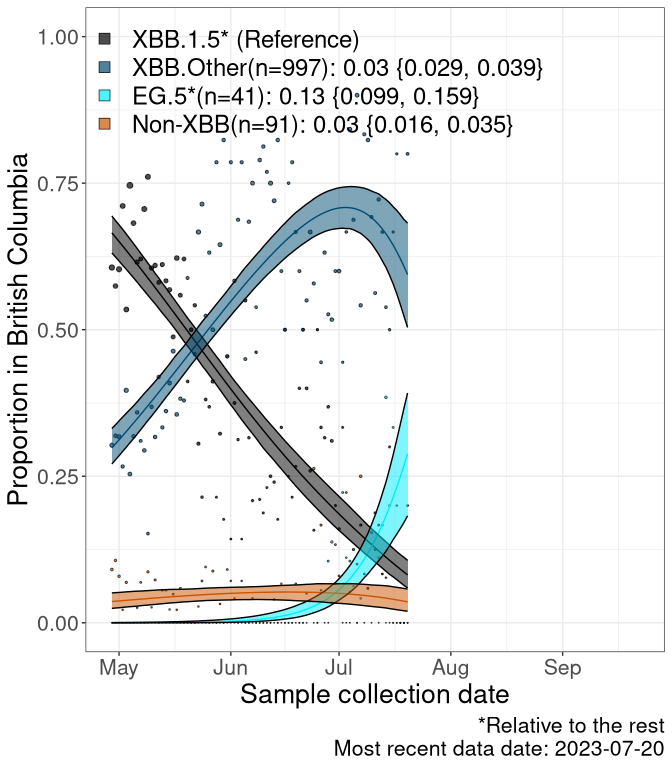 XBB.1.5* (Reference)
XBB.Other(n=997): 0.03 {0.029, 0.039}
EG.5*(n=41): 0.13 {0.099, 0.159}
Non-XBB(n=91): 0.03 {0.016, 0.035}
1.00
0.75
0.50
0.25
0.00
Proportion in British Columbia
May Jun Jul Aug Sep
Sample collection date
*Relative to the rest
Most recent data date: 2023-07-20